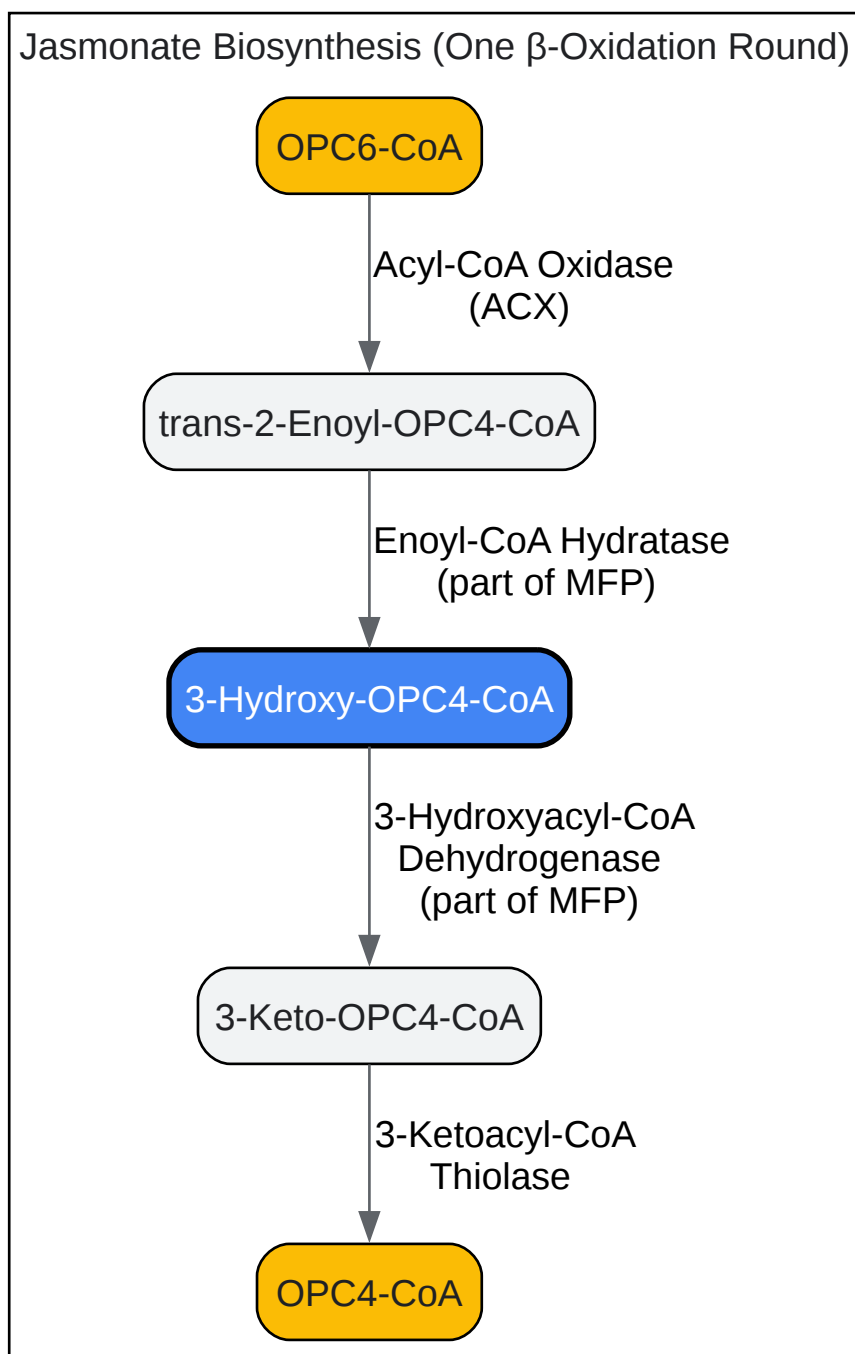 Jasmonate Biosynthesis (One β-Oxidation Round)
OPC6-CoA
Acyl-CoA Oxidase
(ACX)
trans-2-Enoyl-OPC4-CoA
Enoyl-CoA Hydratase
(part of MFP)
3-Hydroxy-OPC4-CoA
3-Hydroxyacyl-CoA
Dehydrogenase
(part of MFP)
3-Keto-OPC4-CoA
3-Ketoacyl-CoA
Thiolase
OPC4-CoA